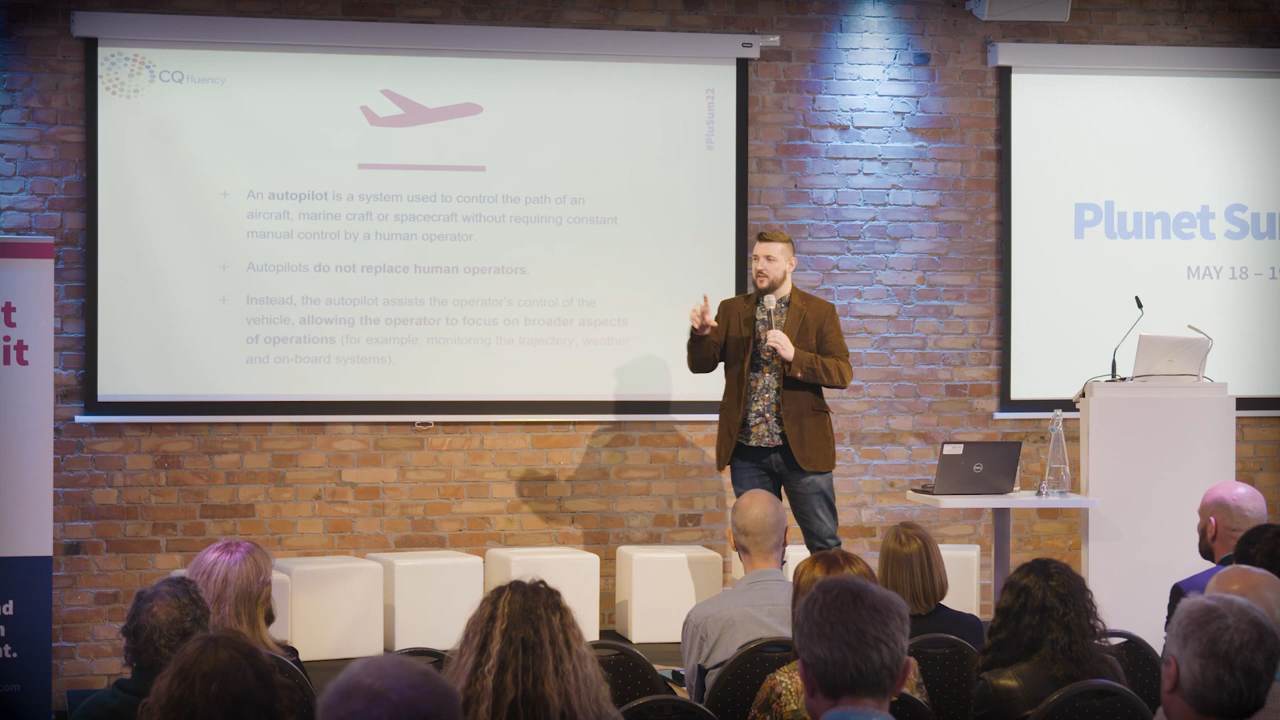 CQfluency
#PluSum22
+ An autopilot is a system used to control the path of an
aircraft, marine craft or spacecraft without requiring constant
manual control by a human operator.
+ Autopilots do not replace human operators.
+ Instead, the autopilot assists the operator's control of the
vehicle, allowing the operator to focus on broader aspects
of operations (for example, monitoring the trajectory, weather
and on-board systems).
Plunet Su
MAY 18 – 1
t
it
d
n
t.
com
DELL